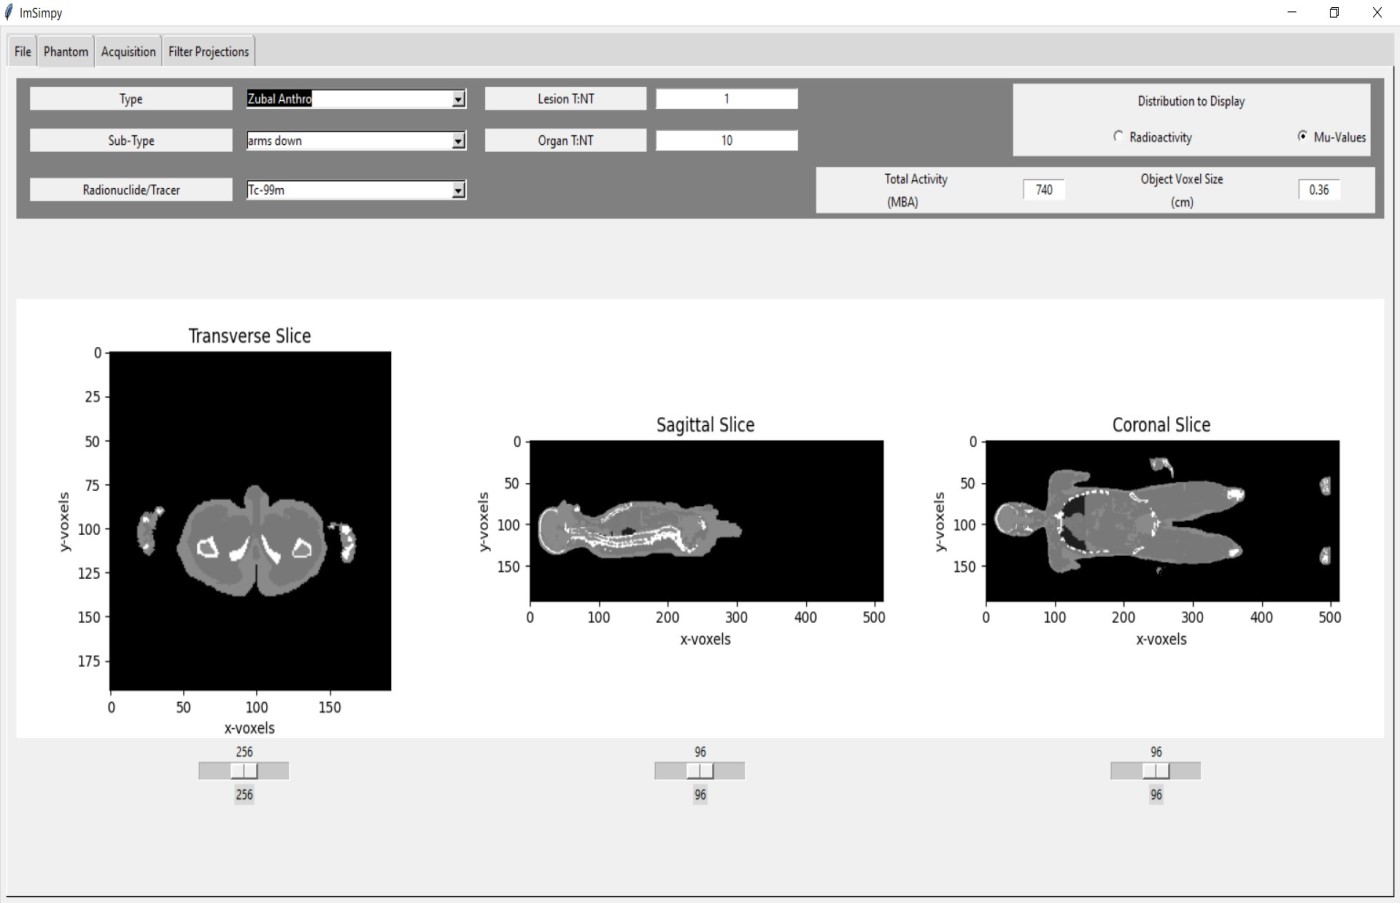 ImSimpy
File Phantom Acquisition Filter Projections
Type Zubal Anthro Lesion T:NT 1 Distribution to Display
Sub-Type arms down Organ T:NT 10 Radioactivity Mu-Values
Radionuclide/Tracer Tc-99m Total Activity (MBA) 740 Object Voxel Size (cm) 0.36
Transverse Slice
0
25
50
75
100
125
150
175
y-voxels
0 50 100 150
x-voxels
256
256
Sagittal Slice
0
50
100
150
y-voxels
0 100 200 300 400 500
x-voxels
96
96
Coronal Slice
0
50
100
150
y-voxels
0 100 200 300 400 500
x-voxels
96
96